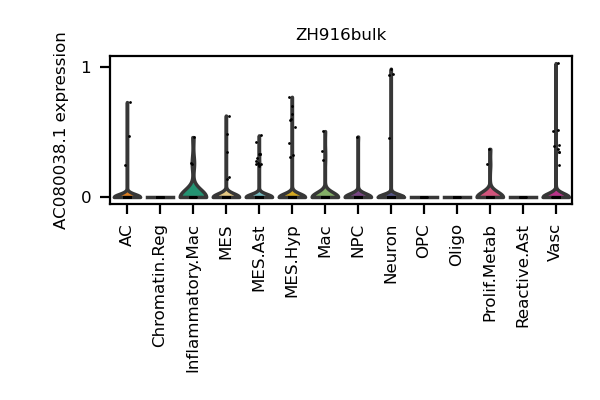 ZH916bulk
AC080038.1 expression
1
0
AC
Chromatin.Reg
Inflammatory.Mac
MES
MES.Ast
MES.Hyp
Mac
NPC
Neuron
OPC
Oligo
Prolif.Metab
Reactive.Ast
Vasc